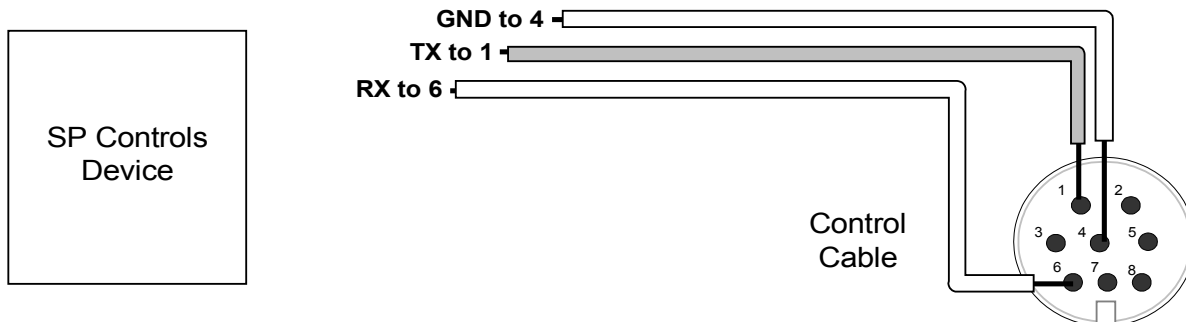 GND to 4
TX to 1
RX to 6
SP Controls
Device
Control
Cable
1
2
3
4
5
6
7
8